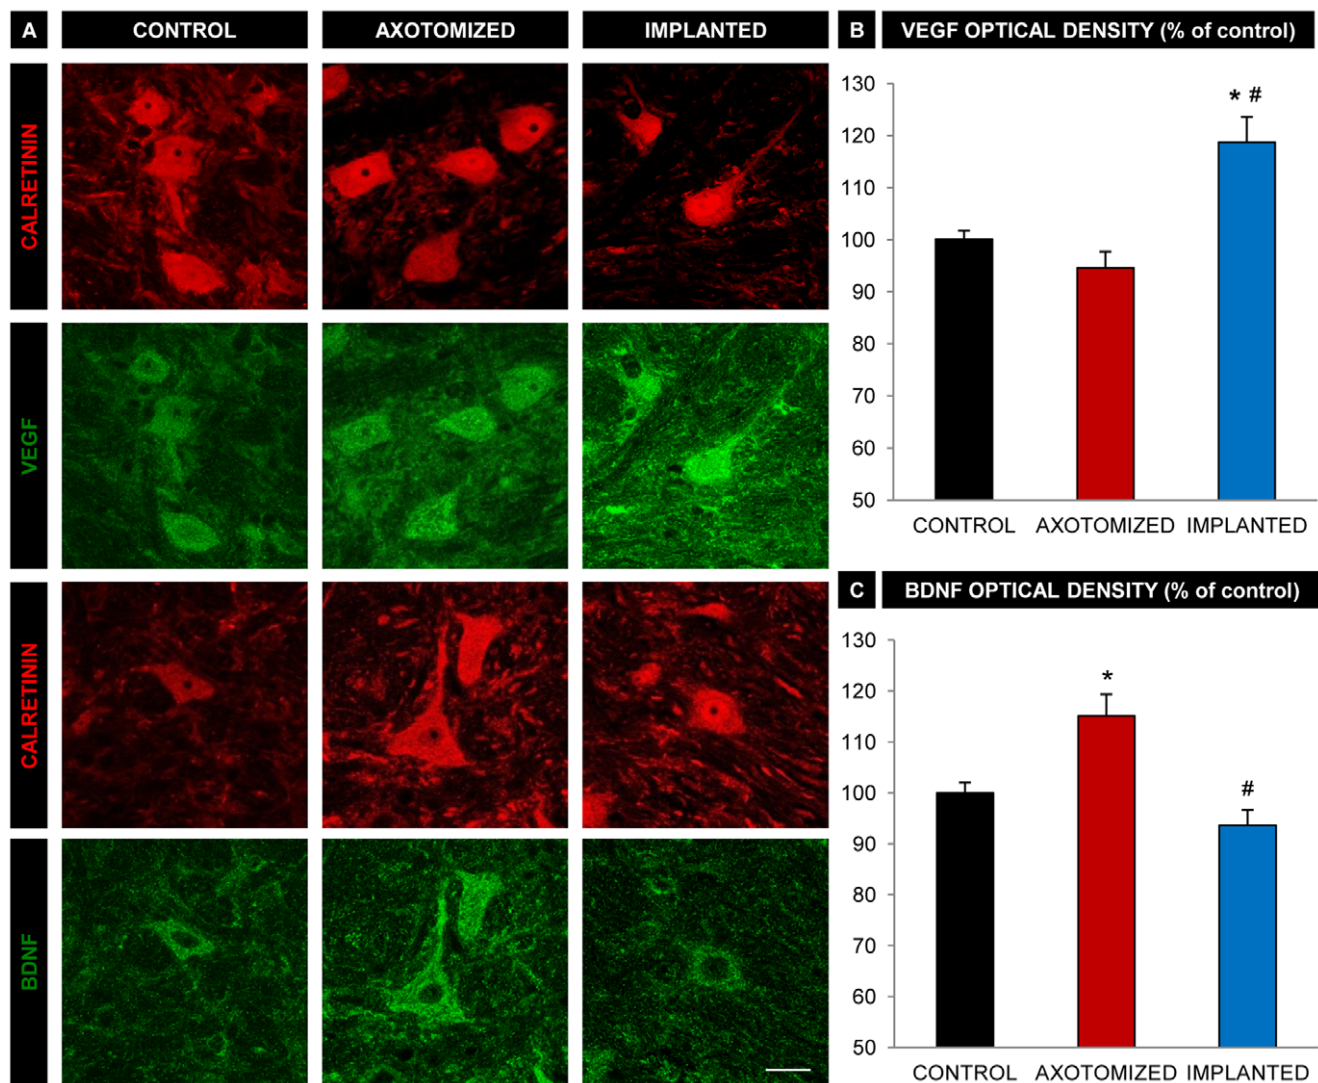 A CONTROL AXOTOMIZED IMPLANTED
CALRETININ
VEGF
CALRETININ
BDNF
B VEGF OPTICAL DENSITY (% of control)
130
120
110
100
90
80
70
60
50
* #
CONTROL AXOTOMIZED IMPLANTED
C BDNF OPTICAL DENSITY (% of control)
130
120
110
100
90
80
70
60
50
*
#
CONTROL AXOTOMIZED IMPLANTED